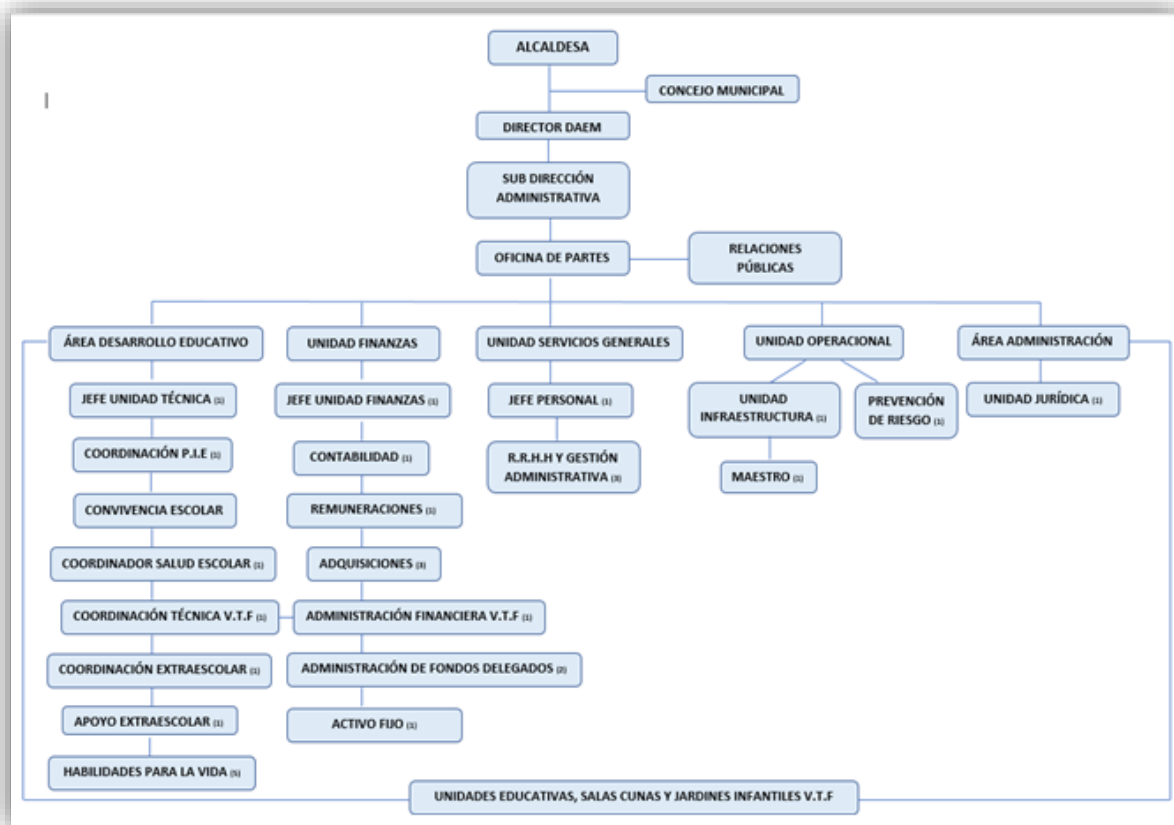 ALCALDESA
CONCEJO MUNICIPAL
DIRECTOR DAEM
SUB DIRECCIÓN
ADMINISTRATIVA
OFICINA DE PARTES
RELACIONES
PÚBLICAS
ÁREA DESARROLLO EDUCATIVO
JEFE UNIDAD TÉCNICA (1)
COORDINACIÓN P.I.E (1)
CONVIVENCIA ESCOLAR
COORDINADOR SALUD ESCOLAR (1)
COORDINACIÓN TÉCNICA V.T.F (1)
COORDINACIÓN EXTRAESCOLAR (1)
APOYO EXTRAESCOLAR (1)
HABILIDADES PARA LA VIDA (5)
UNIDAD FINANZAS
JEFE UNIDAD FINANZAS (1)
CONTABILIDAD (1)
REMUNERACIONES (1)
ADQUISICIONES (3)
ADMINISTRACIÓN FINANCIERA V.T.F (1)
ADMINISTRACIÓN DE FONDOS DELEGADOS (2)
ACTIVO FIJO (1)
UNIDAD SERVICIOS GENERALES
JEFE PERSONAL (1)
R.R.H.H Y GESTIÓN
ADMINISTRATIVA (3)
UNIDAD OPERACIONAL
UNIDAD
INFRAESTRUCTURA (1)
MAESTRO (1)
PREVENCIÓN
DE RIESGO (1)
ÁREA ADMINISTRACIÓN
UNIDAD JURÍDICA (1)
UNIDADES EDUCATIVAS, SALAS CUNAS Y JARDINES INFANTILES V.T.F